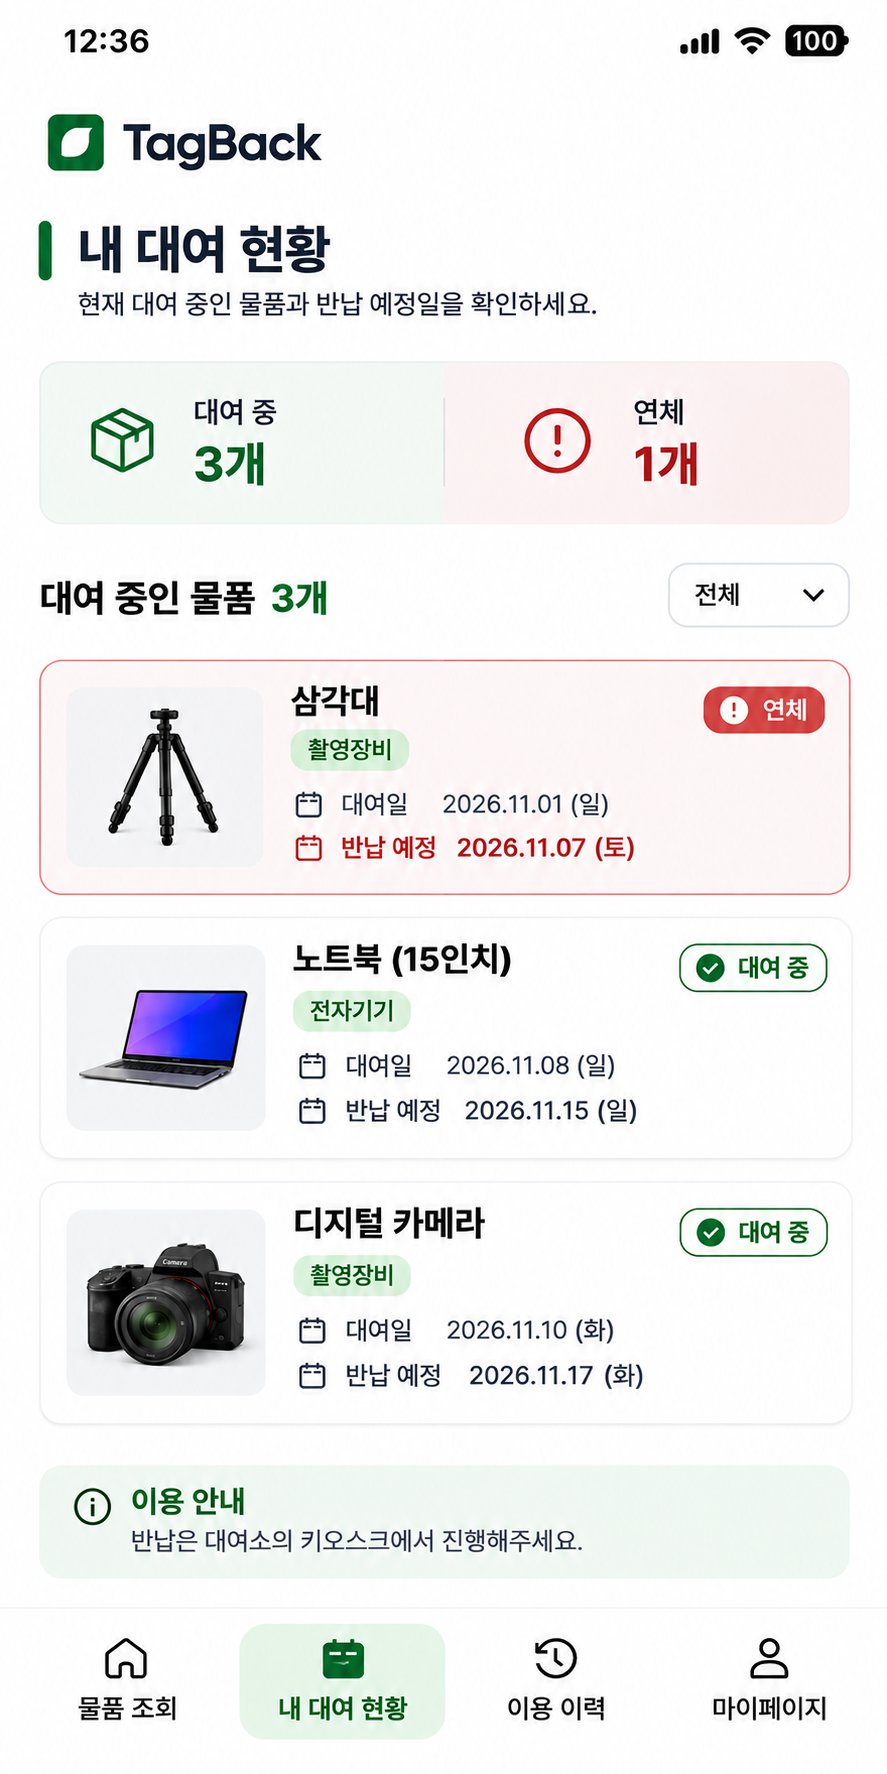 12:36
100
TagBack
내 대여 현황
현재 대여 중인 물품과 반납 예정일을 확인하세요.
대여 중
3개
연체
1개
대여 중인 물품 3개
전체
삼각대
연체
촬영장비
대여일 2026.11.01 (일)
반납 예정 2026.11.07 (토)
노트북 (15인치)
대여 중
전자기기
대여일 2026.11.08 (일)
반납 예정 2026.11.15 (일)
디지털 카메라
대여 중
촬영장비
Camera
대여일 2026.11.10 (화)
반납 예정 2026.11.17 (화)
이용 안내
반납은 대여소의 키오스크에서 진행해주세요.
물품 조회
내 대여 현황
이용 이력
마이페이지